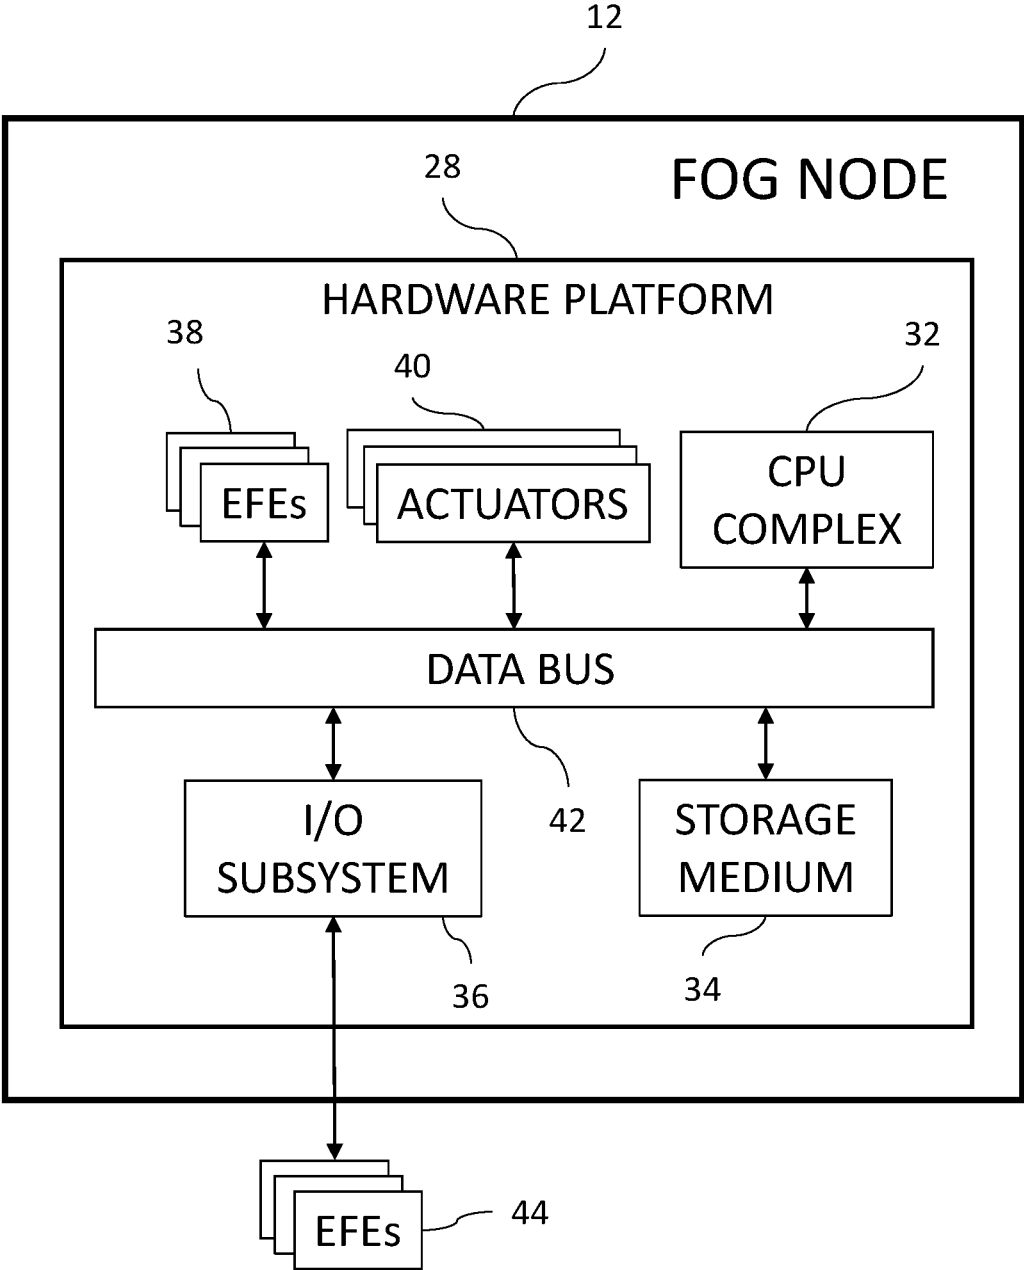 12
FOG NODE
28
HARDWARE PLATFORM
38
40
32
EFEs
ACTUATORS
CPU
COMPLEX
DATA BUS
I/O
SUBSYSTEM
42
STORAGE
MEDIUM
36
34
EFEs
44